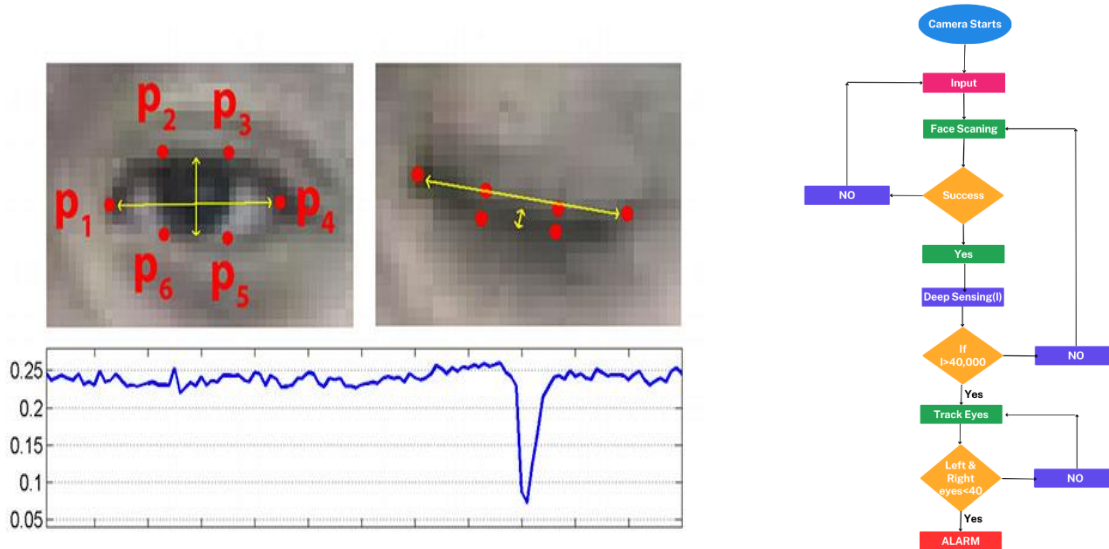 p2 p3
p1 p4
p6 p5
0.25
0.2
0.15
0.1
0.05
Camera Starts
Input
Face Scaning
NO
Success
Yes
Deep Sensing(I)
If
I>40,000
NO
Yes
Track Eyes
Left &
Right
eyes<40
NO
Yes
ALARM